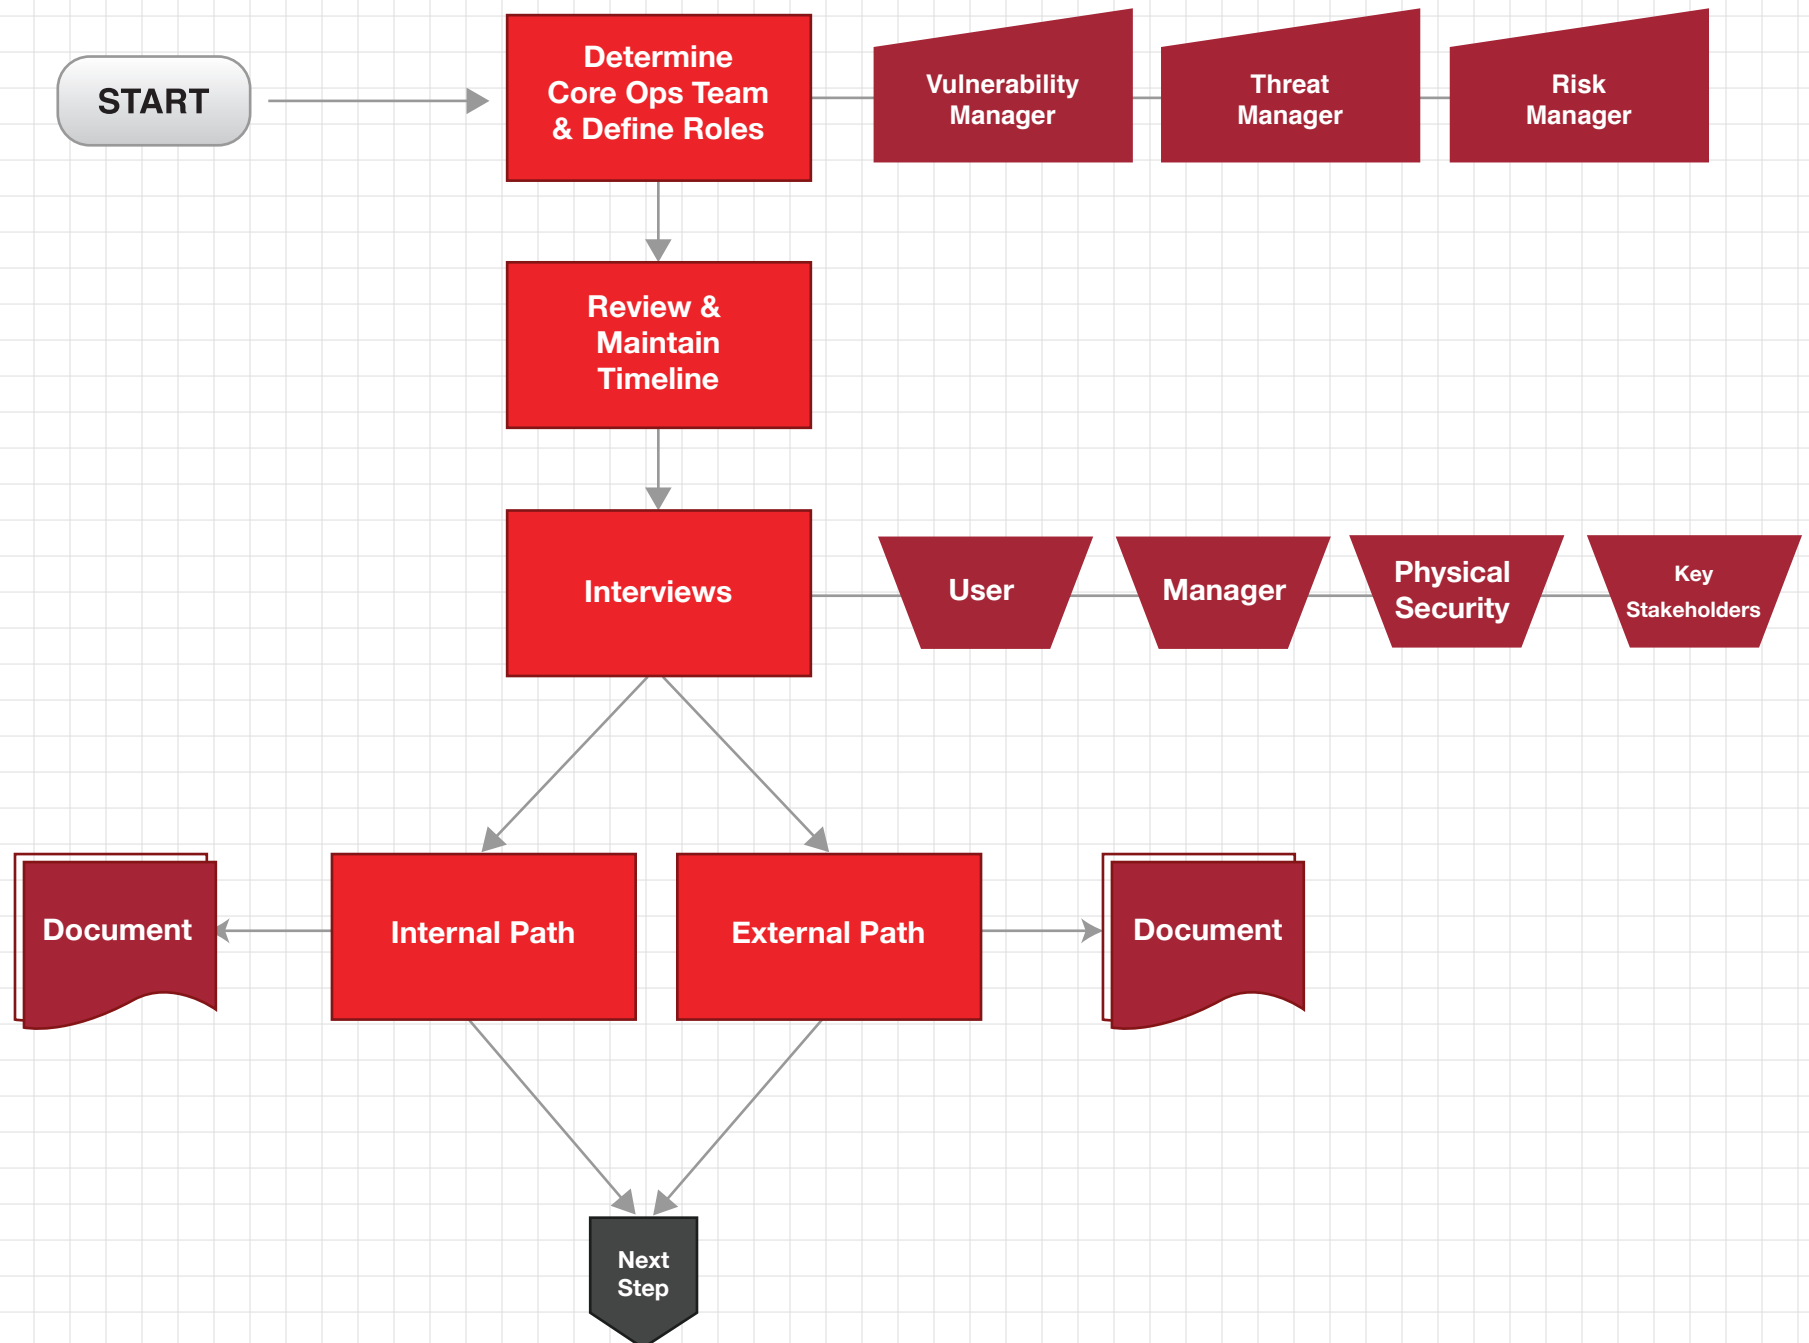 START
Determine
Core Ops Team
& Define Roles
Vulnerability
Manager
Threat
Manager
Risk
Manager
Review &
Maintain
Timeline
Interviews
User
Manager
Physical
Security
Key
Stakeholders
Document
Internal Path
External Path
Document
Next
Step